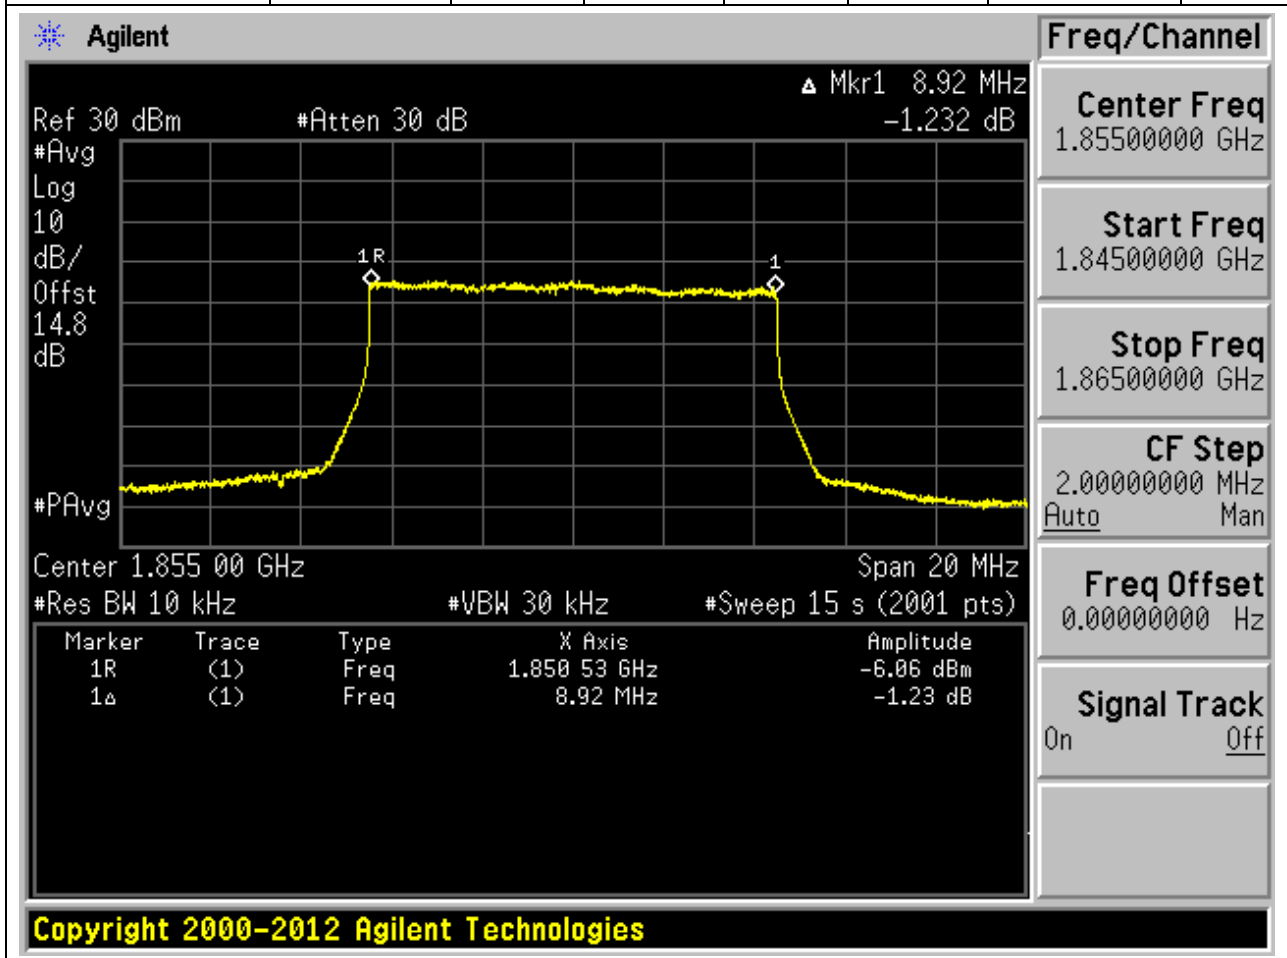 Agilent
Freq/Channel
Δ Mkr1 8.92 MHz
Ref 30 dBm #Atten 30 dB -1.232 dB
#Avg
Log
10
dB/
Offst
14.8
dB
1R
1
#PAvg
Center 1.855 00 GHz Span 20 MHz
#Res BW 10 kHz #VBW 30 kHz #Sweep 15 s (2001 pts)
Marker Trace Type X Axis Amplitude
1R (1) Freq 1.850 53 GHz -6.06 dBm
1Δ (1) Freq 8.92 MHz -1.23 dB
Center Freq
1.85500000 GHz
Start Freq
1.84500000 GHz
Stop Freq
1.86500000 GHz
CF Step
2.00000000 MHz
Auto Man
Freq Offset
0.00000000 Hz
Signal Track
On Off
Copyright 2000-2012 Agilent Technologies